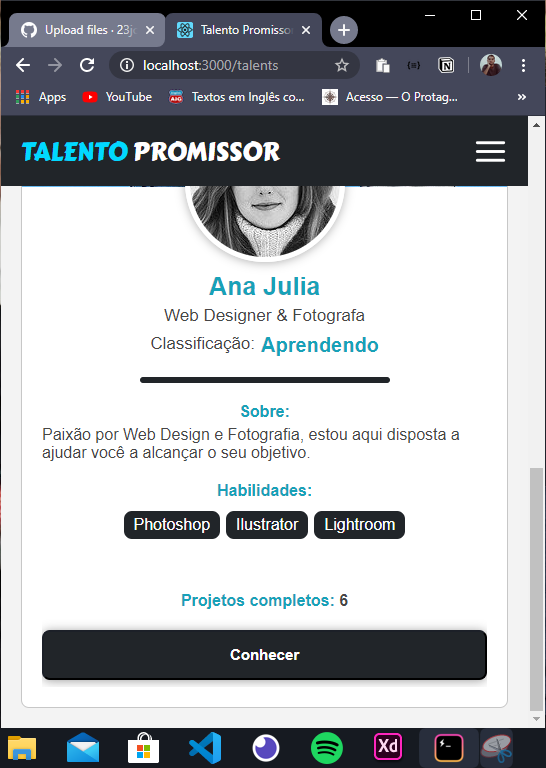 Upload files · 23j
Talento Promisso
localhost:3000/talents
Apps
YouTube
Textos em Inglês co...
Acesso — O Protag...
TALENTO PROMISSOR
Ana Julia
Web Designer & Fotografa
Classificação: Aprendendo
Sobre:
Paixão por Web Design e Fotografia, estou aqui disposta a
ajudar você a alcançar o seu objetivo.
Habilidades:
Photoshop Ilustrator Lightroom
Projetos completos: 6
Conhecer
Xd